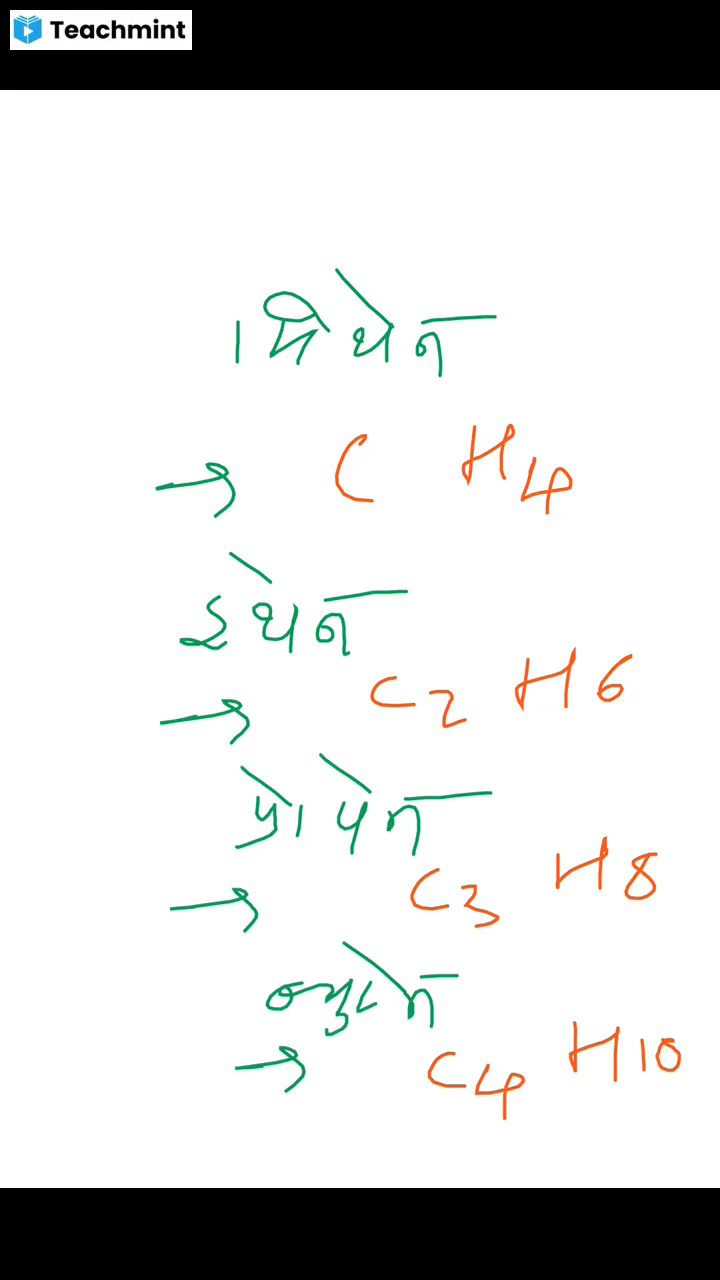 Teachmint
मिथेन
→ C H4
इथेन
→ C2 H6
प्रोपेन
→ C3 H8
ब्युटेन
→ C4 H10